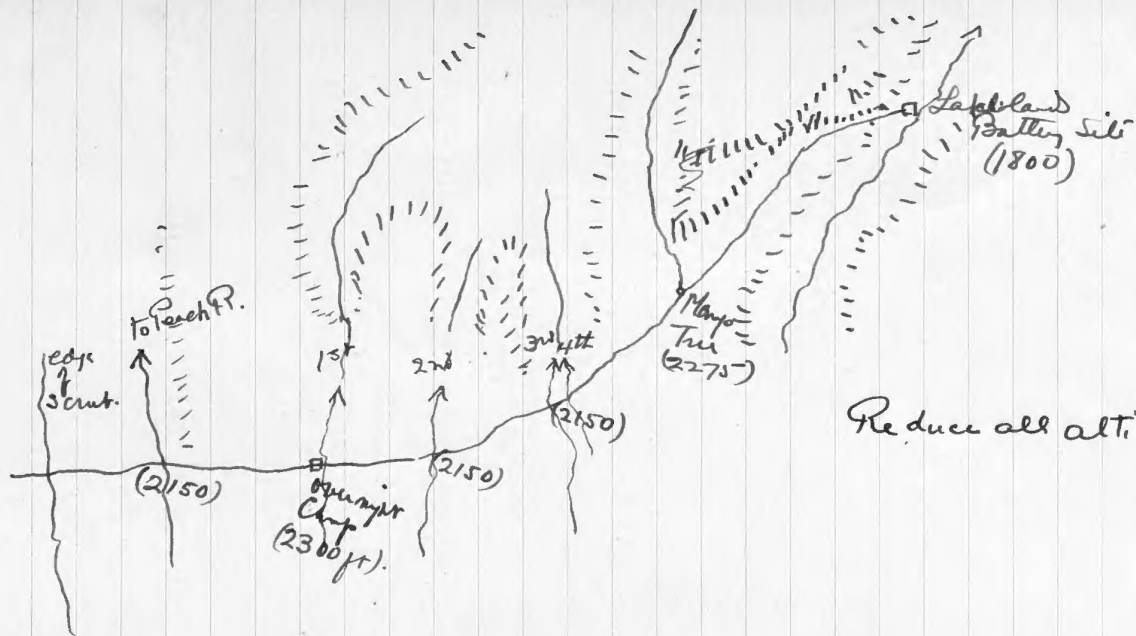 edge
of
scrub.
to Peach R.
(2150)
1st
overnight
Camp
(2300 ft).
2nd
(2150)
3rd 4th
(2150)
Mango
Tree
(2275)
Battery Site
(1800)
Reduce all alti